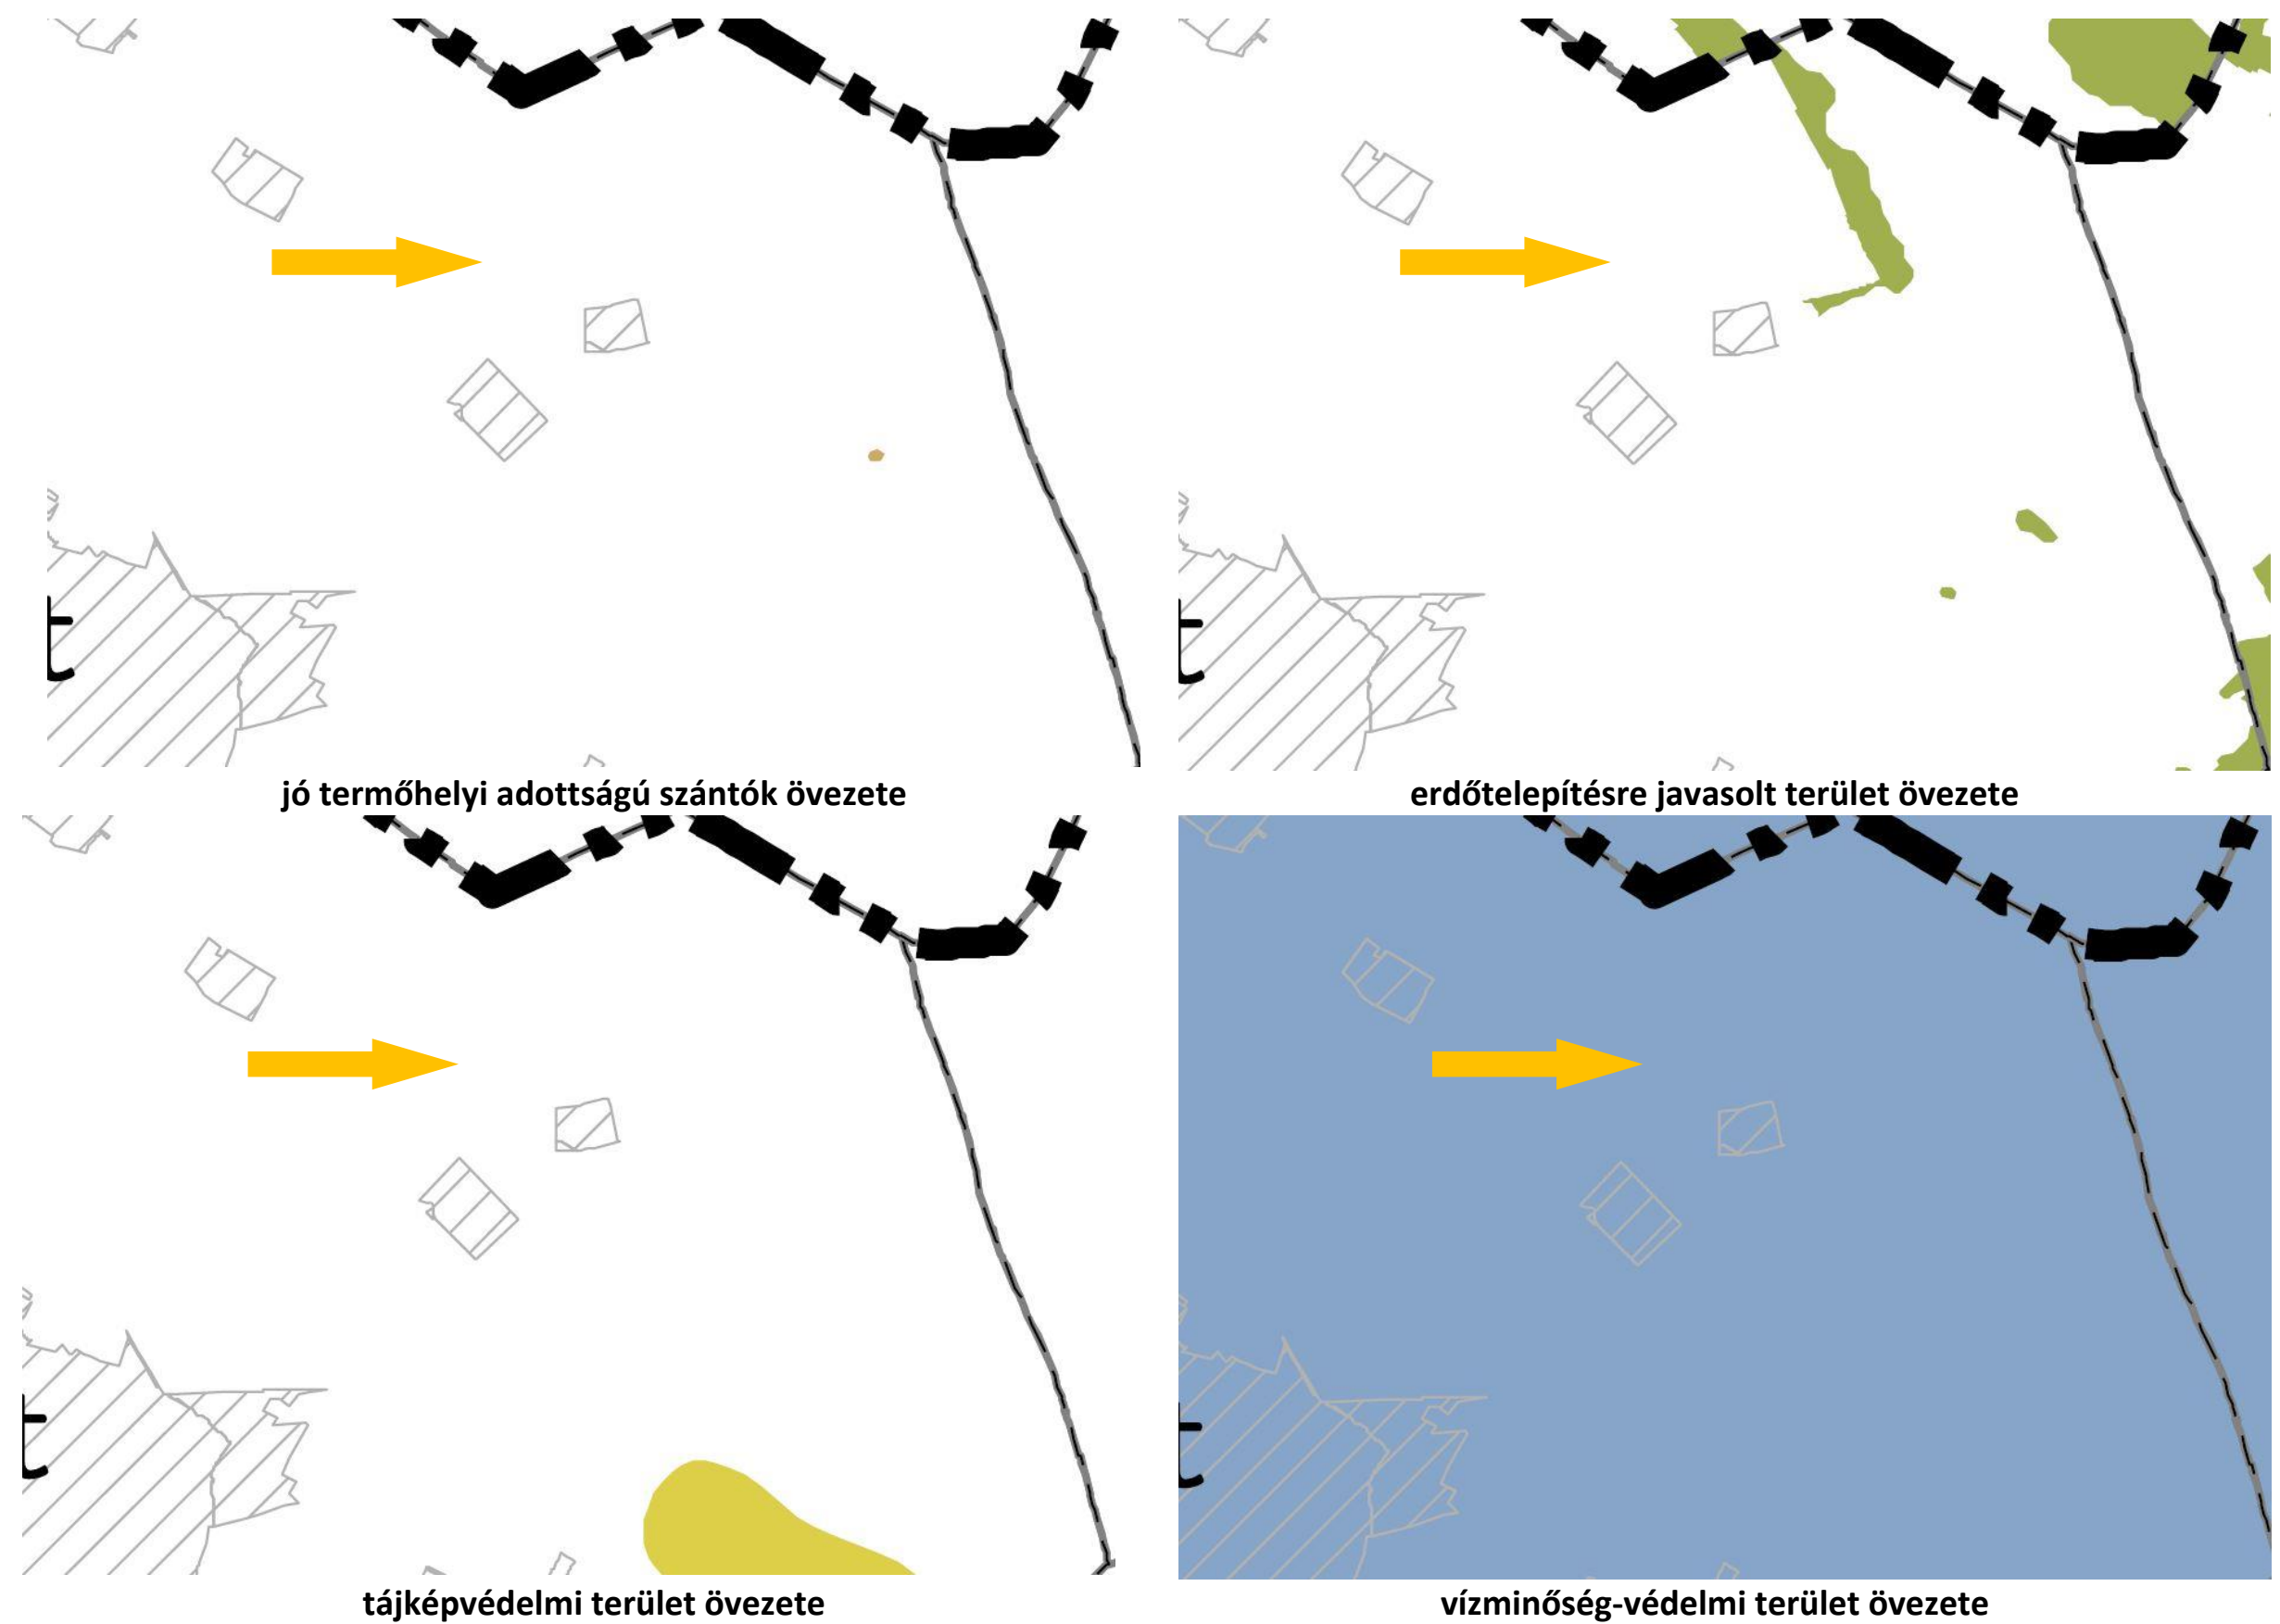 t
t
jó termőhelyi adottságú szántók övezete
erdőtelepítésre javasolt terület övezete
t
t
tájképvédelmi terület övezete
vízminőség-védelmi terület övezete